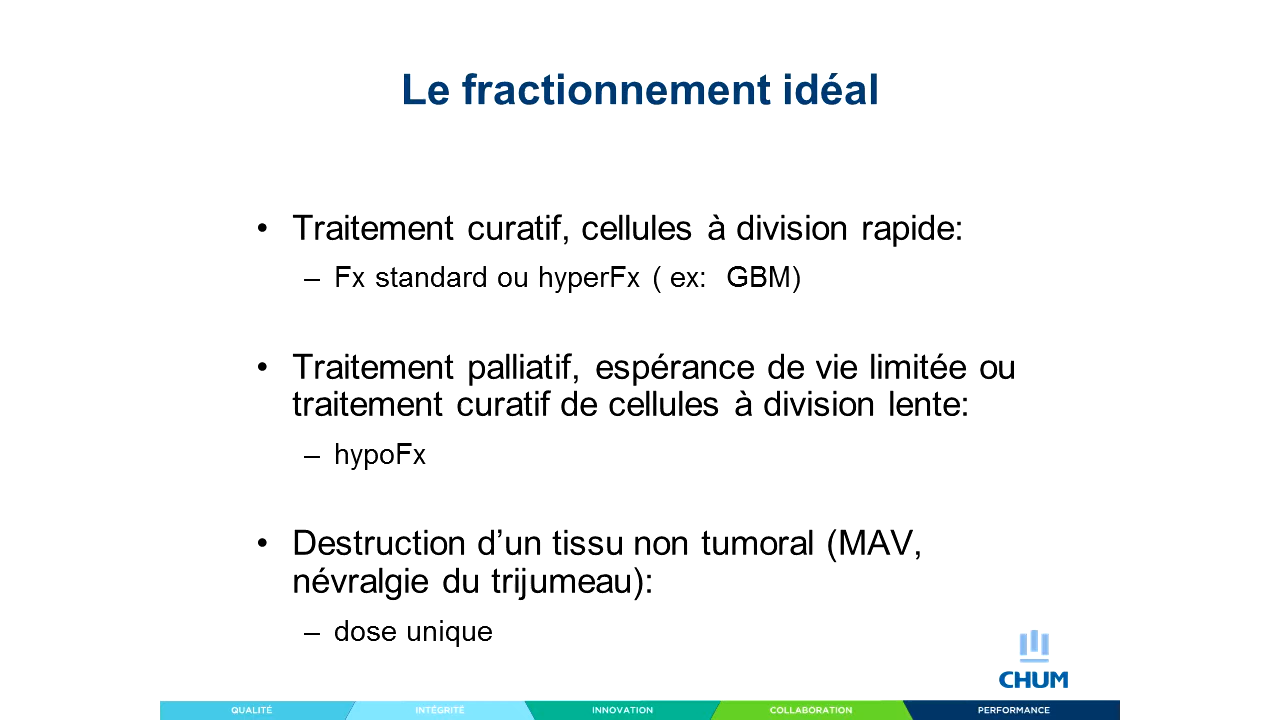 Le fractionnement idéal
• Traitement curatif, cellules à division rapide:
– Fx standard ou hyperFx ( ex: GBM)
• Traitement palliatif, espérance de vie limitée ou
traitement curatif de cellules à division lente:
– hypoFx
• Destruction d’un tissu non tumoral (MAV,
névralgie du trijumeau):
– dose unique
CHUM
QUALITÉ INTÉGRITÉ INNOVATION COLLABORATION PERFORMANCE